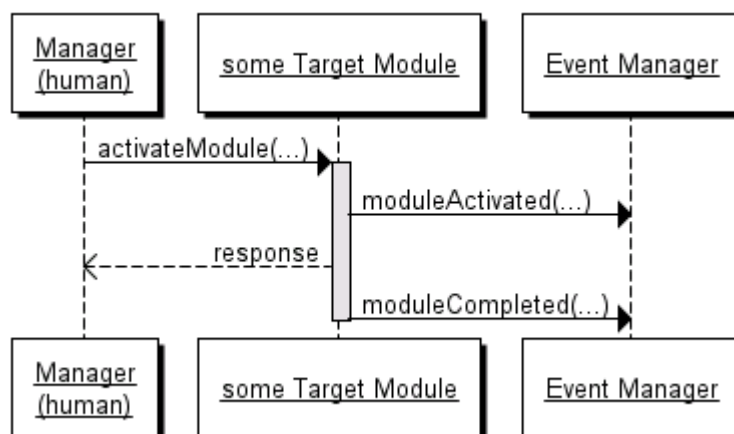 Manager
(human)
some Target Module
Event Manager
activateModule(...)
moduleActivated(...)
response
moduleCompleted(...)
Manager
(human)
some Target Module
Event Manager